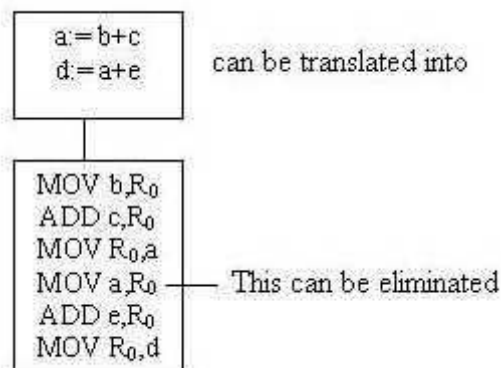 a:= b+c
d:= a+e
can be translated into
MOV b,R₀
ADD c,R₀
MOV R₀,a
MOV a,R₀
This can be eliminated
ADD e,R₀
MOV R₀,d